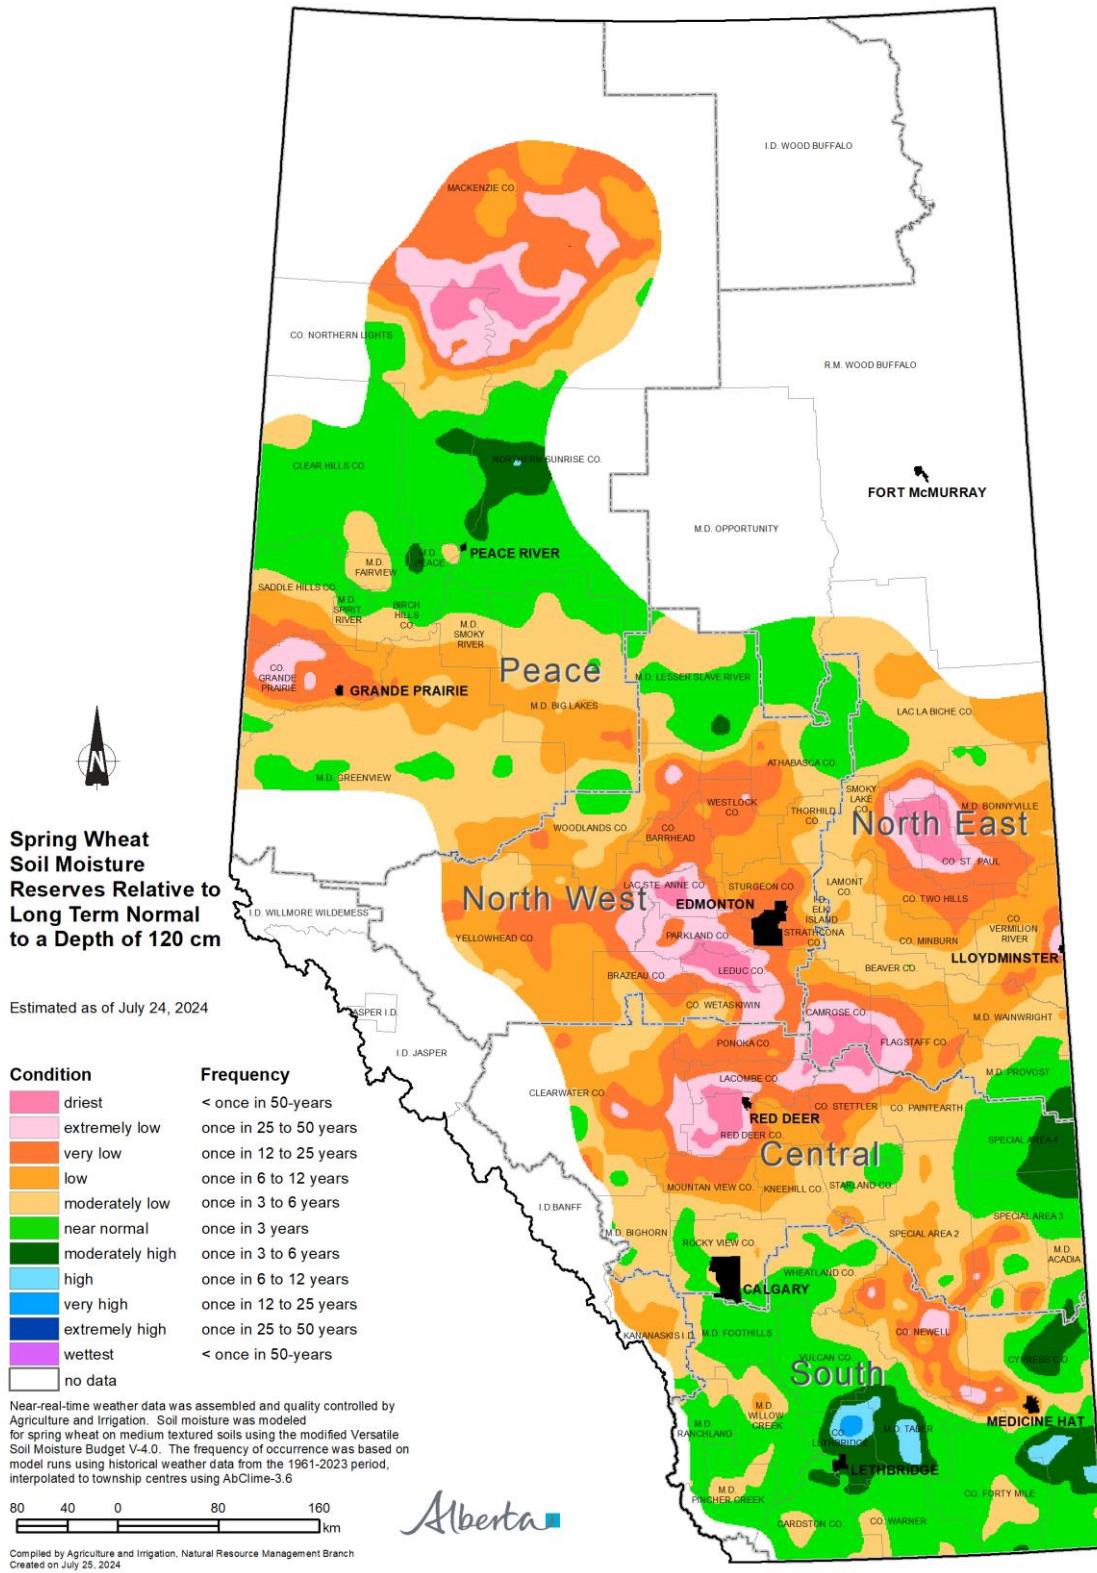 I.D. WOOD BUFFALO
MACKENZIE CO.
CO. NORTHERN LIGHTS
R.M. WOOD BUFFALO
CLEAR HILLS CO.
NORTHERN SUNRISE CO.
FORT McMURRAY
M.D. OPPORTUNITY
PEACE RIVER
M.D.
PEACE
M.D.
FAIRVIEW
SADDLE HILLS CO.
M.D.
SPIRIT
RIVER
BIRCH
HILLS
CO.
M.D.
SMOKY
RIVER
Peace
CO.
GRANDE
PRAIRIE
GRANDE PRAIRIE
M.D. LESSER SLAVE RIVER
M.D. BIG LAKES
LAC LA BICHE CO.
M.D. GREENVIEW
ATHABASCA CO.
SMOKY
LAKE
CO.
M.D. BONNYVILLE
WESTLOCK
CO.
THORHILD
CO.
North East
WOODLANDS CO.
CO.
BARRHEAD
CO. ST. PAUL
LAC STE. ANNE CO.
STURGEON CO.
LAMONT
CO.
North West
EDMONTON
I.D.
ELK
ISLAND
CO. TWO HILLS
I.D. WILLMORE WILDERNESS
PARKLAND CO.
STRATHCONA
CO.
CO.
VERMILION
RIVER
YELLOWHEAD CO.
CO. MINBURN
LLOYDMINSTER
BRAZEAU CO.
LEDUC CO.
BEAVER CO.
CO. WETASKIWIN
JASPER I.D.
CAMROSE CO.
M.D. WAINWRIGHT
I.D. JASPER
PONOKA CO.
FLAGSTAFF CO.
M.D. PROVOST
CLEARWATER CO.
LACOMBE CO.
RED DEER
CO. STETTLER
CO. PAINTEARTH
RED DEER CO.
SPECIAL AREA 4
Central
MOUNTAIN VIEW CO.
KNEEHILL CO.
STARLAND CO.
I.D.BANFF
SPECIAL AREA 3
M.D. BIGHORN
ROCKY VIEW CO.
SPECIAL AREA 2
M.D.
ACADIA
WHEATLAND CO.
CALGARY
KANANASKIS I.D.
M.D. FOOTHILLS
CO. NEWELL
VULCAN CO.
CYPRESS CO.
South
M.D.
WILLOW
CREEK
MEDICINE HAT
M.D.
RANCHLAND
CO.
LETHBRIDGE
M.D. TABER
LETHBRIDGE
M.D.
PINCHER CREEK
CO. FORTY MILE
CARDSTON CO.
CO. WARNER
N
Spring Wheat
Soil Moisture
Reserves Relative to
Long Term Normal
to a Depth of 120 cm
Estimated as of July 24, 2024
Condition Frequency
driest < once in 50-years
extremely low once in 25 to 50 years
very low once in 12 to 25 years
low once in 6 to 12 years
moderately low once in 3 to 6 years
near normal once in 3 years
moderately high once in 3 to 6 years
high once in 6 to 12 years
very high once in 12 to 25 years
extremely high once in 25 to 50 years
wettest < once in 50-years
no data
Near-real-time weather data was assembled and quality controlled by
Agriculture and Irrigation. Soil moisture was modeled
for spring wheat on medium textured soils using the modified Versatile
Soil Moisture Budget V-4.0. The frequency of occurrence was based on
model runs using historical weather data from the 1961-2023 period,
interpolated to township centres using AbClime-3.6
80 40 0 80 160
km
Alberta
Compiled by Agriculture and Irrigation, Natural Resource Management Branch
Created on July 25, 2024